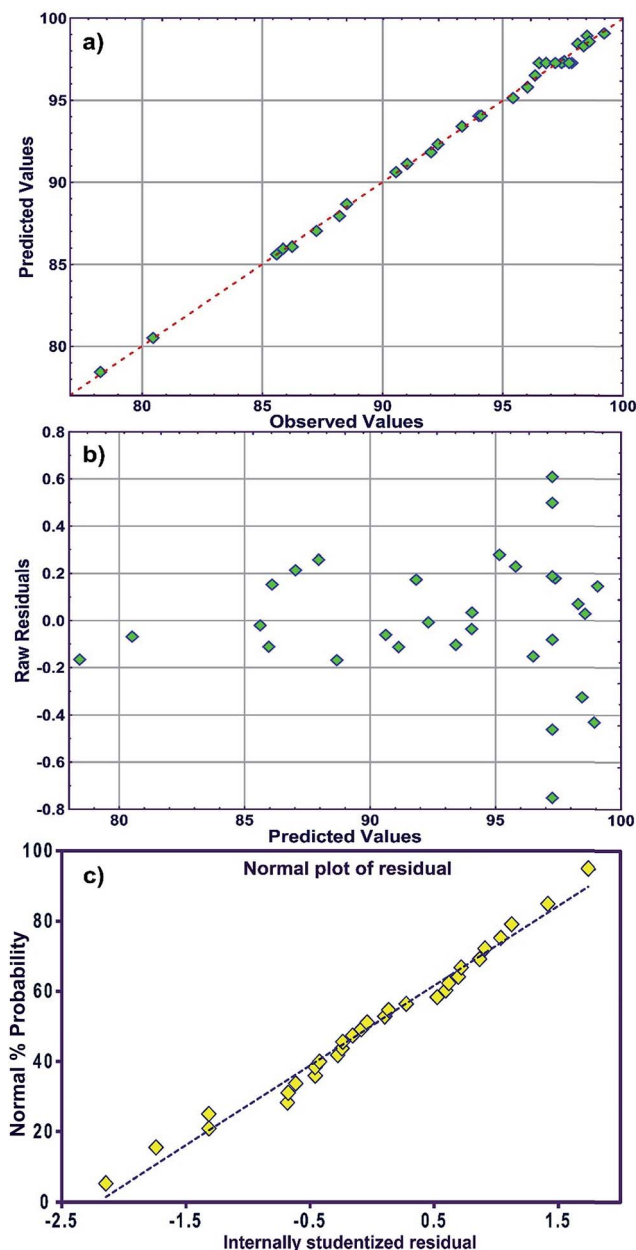 a)
100
95
90
85
80
Predicted Values
80 85 90 95 100
Observed Values
b)
0.8
0.6
0.4
0.2
0.0
-0.2
-0.4
-0.6
-0.8
Raw Residuals
80 85 90 95 100
Predicted Values
c)
Normal plot of residual
100
80
60
40
20
0
Normal % Probability
-2.5 -1.5 -0.5 0.5 1.5
Internally studentized residual